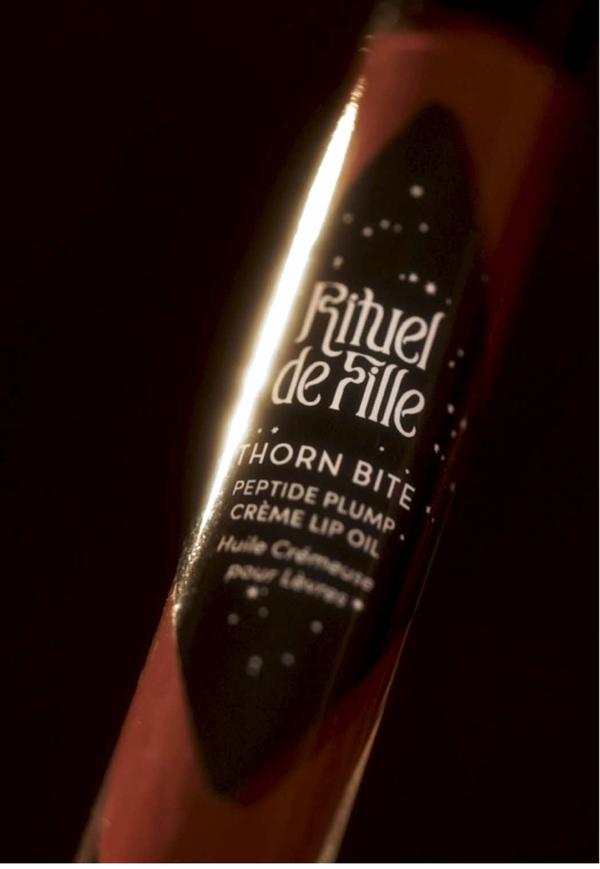 Rituel
de Fille
THORN BITE
PEPTIDE PLUMP
CRÈME LIP OIL
Huile Crémeuse
pour Lèvres